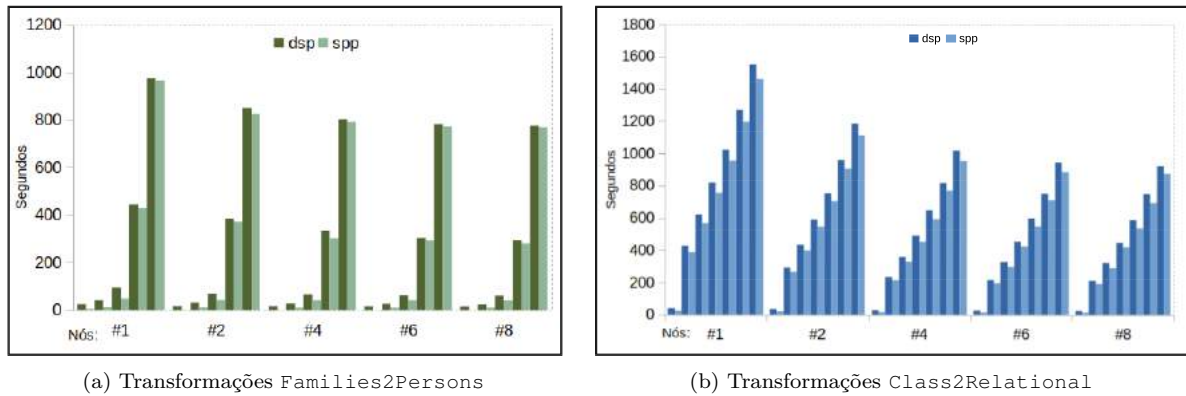 1200
1000
800
600
400
200
0
Segundos
dsp spp
Nós: #1 #2 #4 #6 #8
(a) Transformações Families2Persons
1800
1600
1400
1200
1000
800
600
400
200
0
Segundos
dsp spp
Nós: #1 #2 #4 #6 #8
(b) Transformações Class2Relational